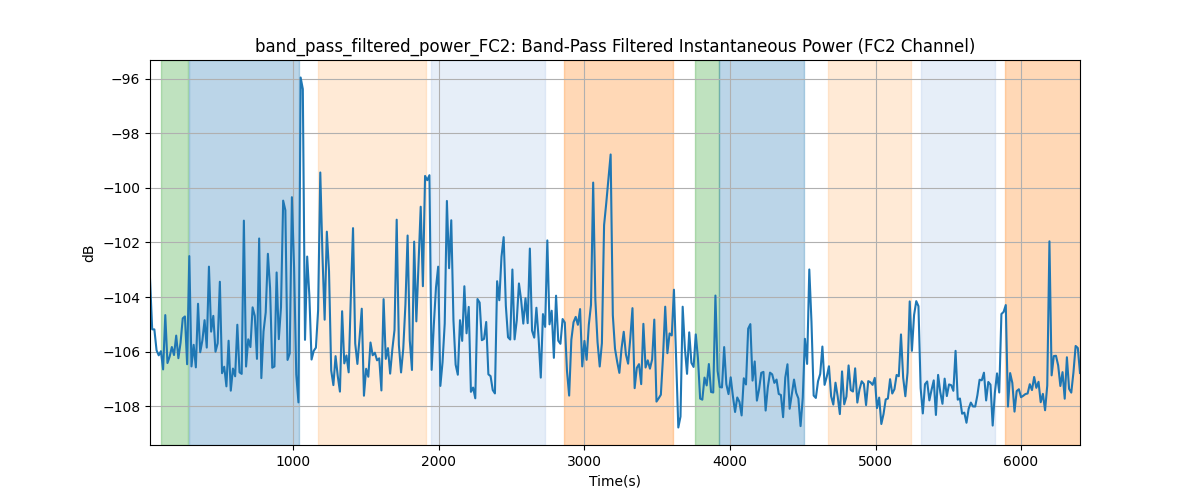 band_pass_filtered_power_FC2: Band-Pass Filtered Instantaneous Power (FC2 Channel)
−96
−98
−100
−102
−104
−106
−108
dB
1000 2000 3000 4000 5000 6000
Time(s)